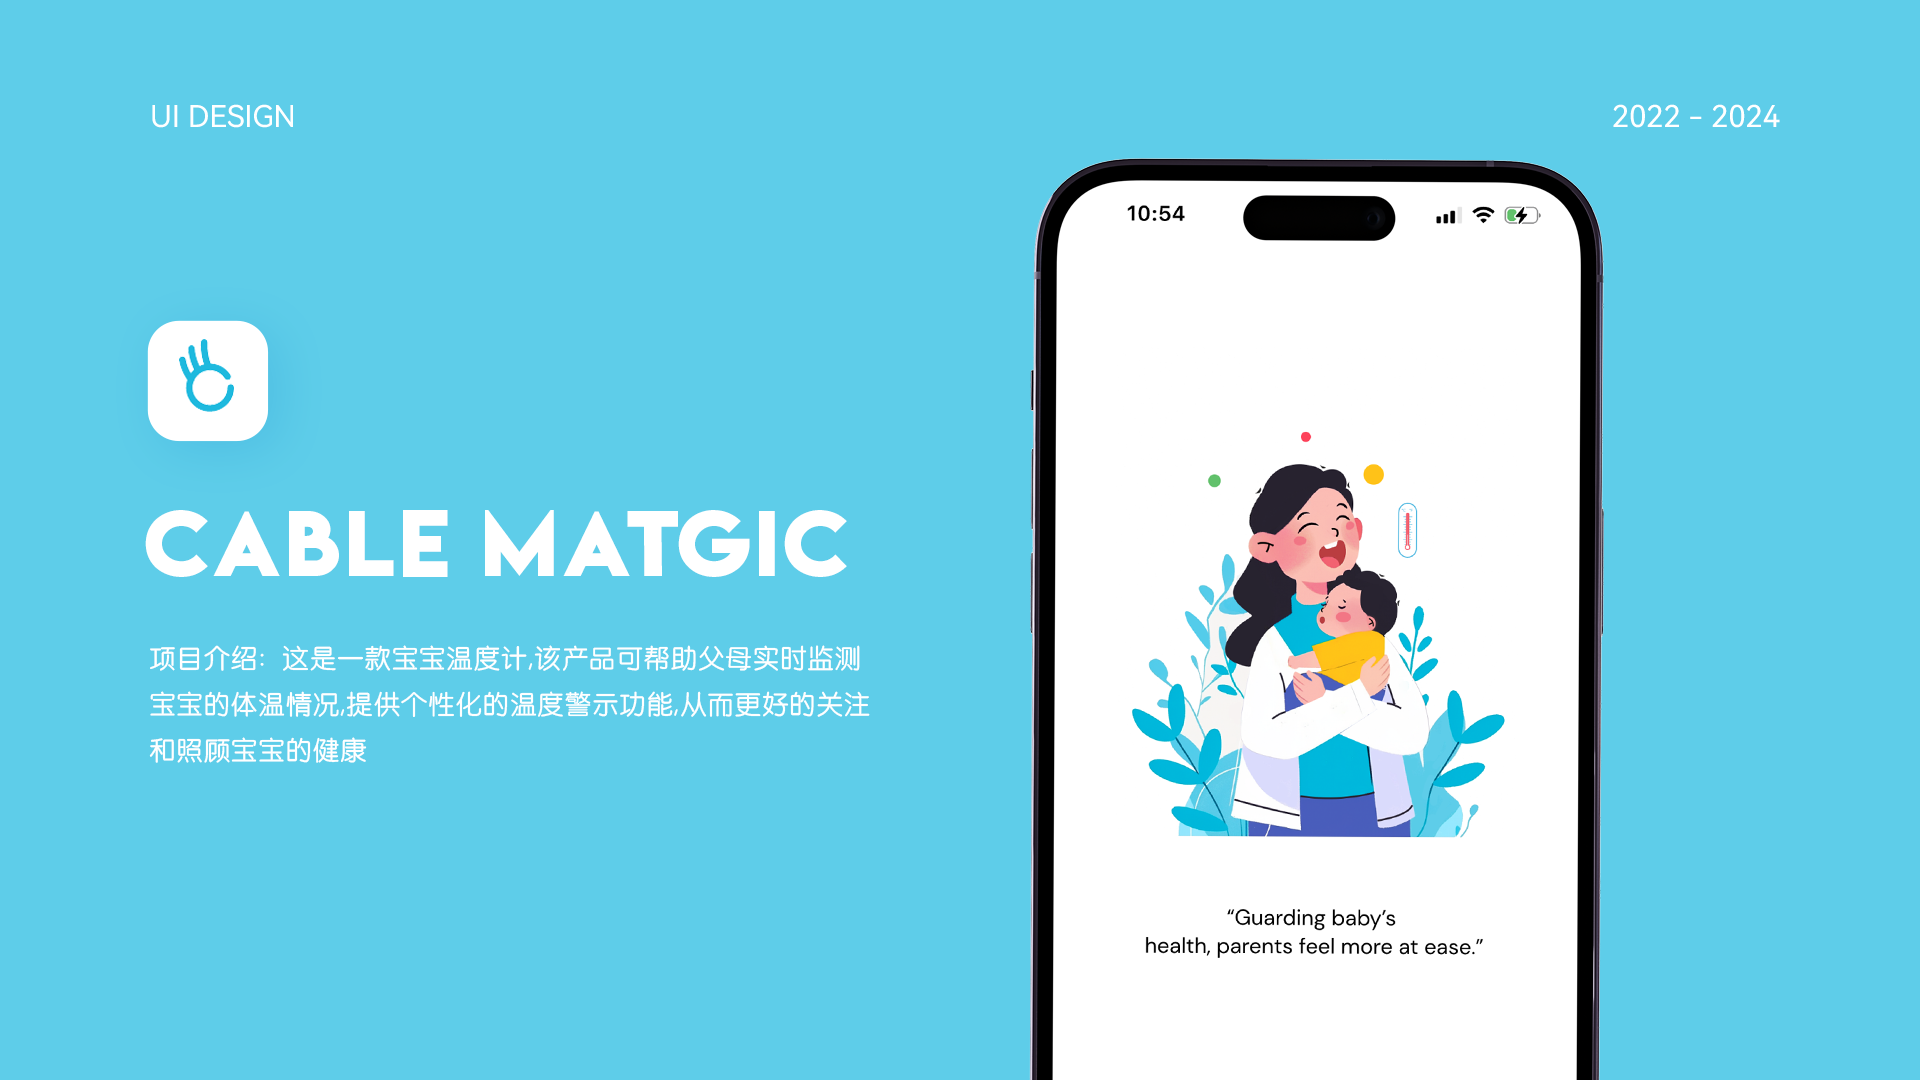 UI DESIGN
2022 - 2024
10:54
CABLE MATGIC
项目介绍：这是一款宝宝温度计,该产品可帮助父母实时监测
宝宝的体温情况,提供个性化的温度警示功能,从而更好的关注
和照顾宝宝的健康
“Guarding baby’s
health, parents feel more at ease.”